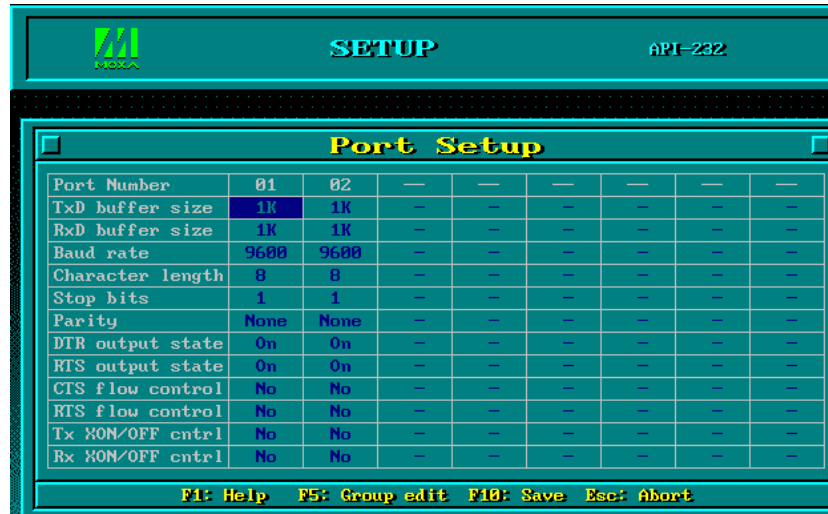 MOXA SETUP API-232
Port Setup
Port Number 01 02 — — — — — —
TxD buffer size 1K 1K — — — — — —
RxD buffer size 1K 1K — — — — — —
Baud rate 9600 9600 — — — — — —
Character length 8 8 — — — — — —
Stop bits 1 1 — — — — — —
Parity None None — — — — — —
DTR output state On On — — — — — —
RTS output state On On — — — — — —
CTS flow control No No — — — — — —
RTS flow control No No — — — — — —
Tx XON/OFF cntrl No No — — — — — —
Rx XON/OFF cntrl No No — — — — — —
F1: Help F5: Group edit F10: Save Esc: Abort